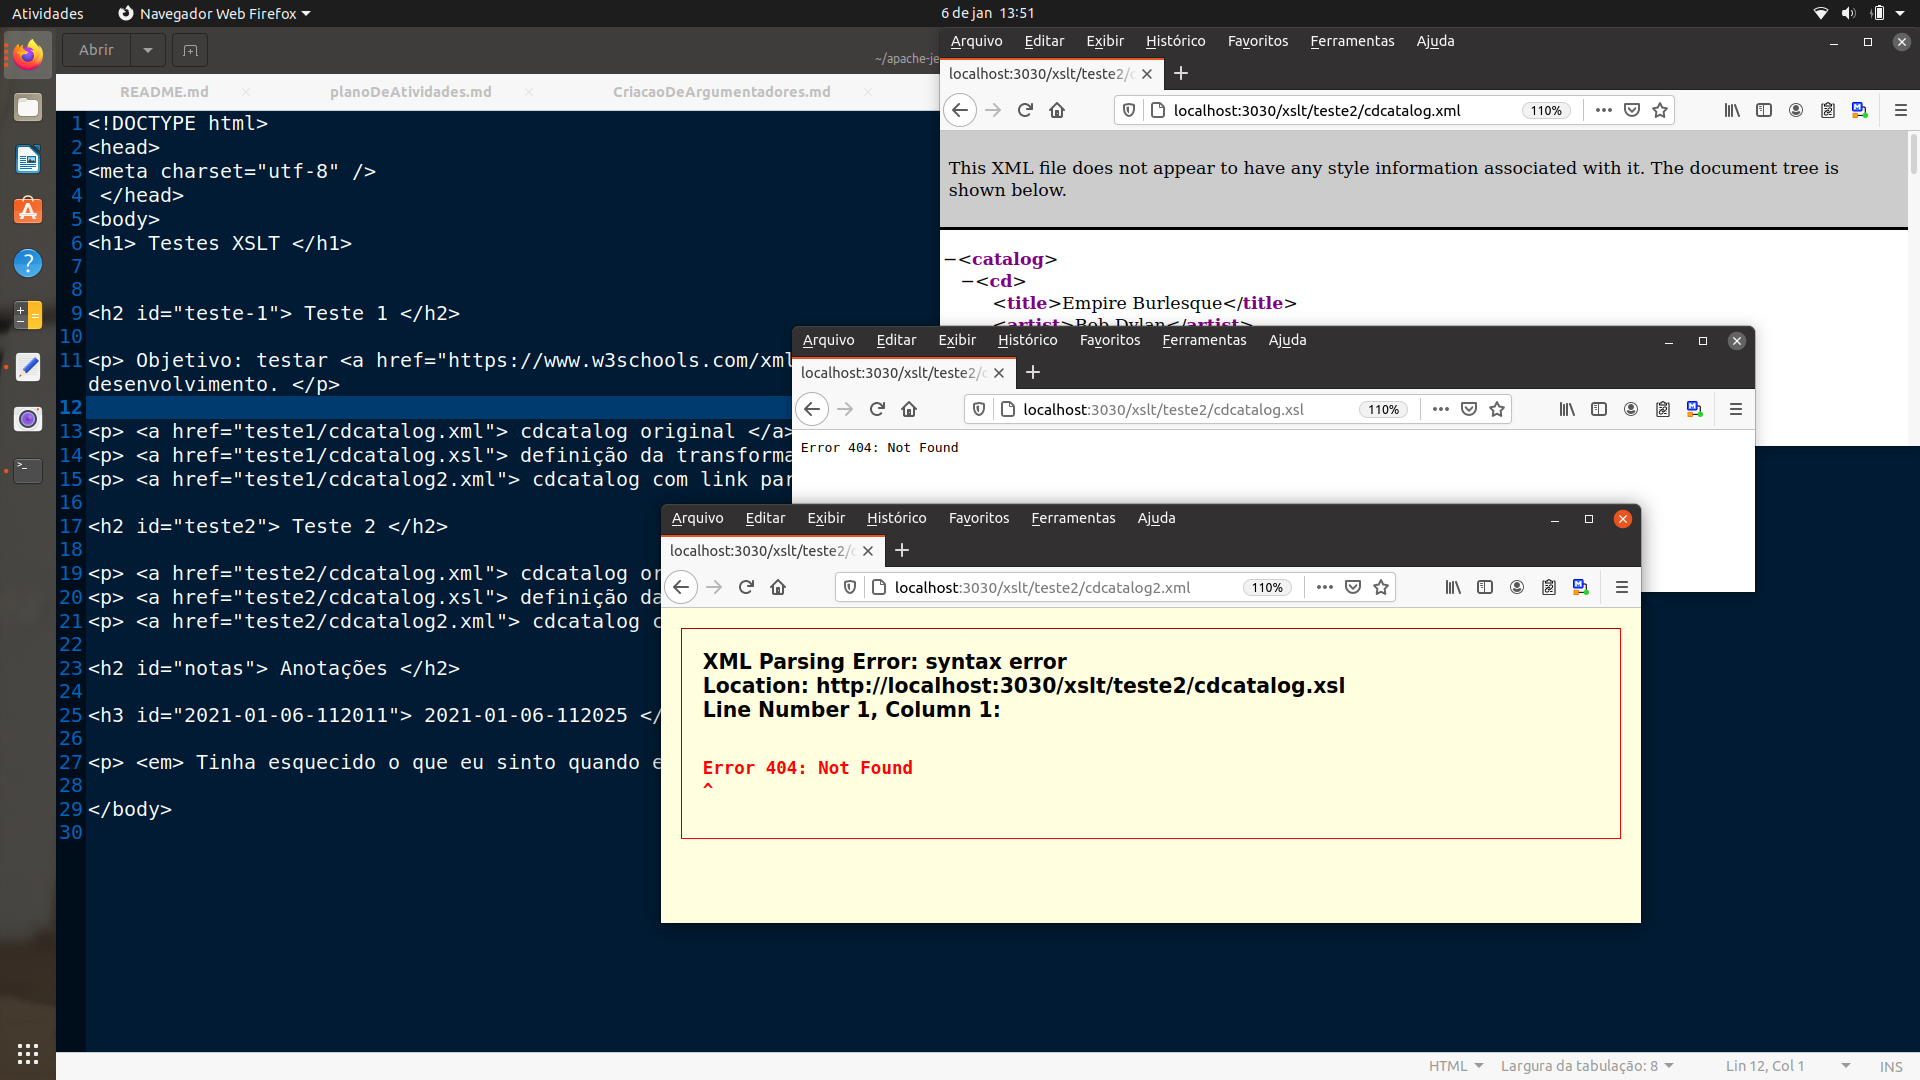 Atividades
Navegador Web Firefox
6 de jan 13:51
Abrir
~/apache-je
README.md
planoDeAtividades.md
CriacaoDeArgumentadores.md
1 <!DOCTYPE html>
2 <head>
3 <meta charset="utf-8" />
4 </head>
5 <body>
6 <h1> Testes XSLT </h1>
7
8
9 <h2 id="teste-1"> Teste 1 </h2>
10
11 <p> Objetivo: testar <a href="https://www.w3schools.com/xml
desenvolvimento. </p>
12
13 <p> <a href="teste1/cdcatalog.xml"> cdcatalog original </a>
14 <p> <a href="teste1/cdcatalog.xsl"> definição da transforma
15 <p> <a href="teste1/cdcatalog2.xml"> cdcatalog com link par
16
17 <h2 id="teste2"> Teste 2 </h2>
18
19 <p> <a href="teste2/cdcatalog.xml"> cdcatalog or
20 <p> <a href="teste2/cdcatalog.xsl"> definição da
21 <p> <a href="teste2/cdcatalog2.xml"> cdcatalog c
22
23 <h2 id="notas"> Anotações </h2>
24
25 <h3 id="2021-01-06-112011"> 2021-01-06-112025 </
26
27 <p> <em> Tinha esquecido o que eu sinto quando e
28
29 </body>
30
Arquivo Editar Exibir Histórico Favoritos Ferramentas Ajuda
localhost:3030/xslt/teste2/c
localhost:3030/xslt/teste2/cdcatalog.xml 110%
This XML file does not appear to have any style information associated with it. The document tree is
shown below.
−<catalog>
−<cd>
<title>Empire Burlesque</title>
<artist>Bob Dylan</artist>
Arquivo Editar Exibir Histórico Favoritos Ferramentas Ajuda
localhost:3030/xslt/teste2/c
localhost:3030/xslt/teste2/cdcatalog.xsl 110%
Error 404: Not Found
Arquivo Editar Exibir Histórico Favoritos Ferramentas Ajuda
localhost:3030/xslt/teste2/c
localhost:3030/xslt/teste2/cdcatalog2.xml 110%
XML Parsing Error: syntax error
Location: http://localhost:3030/xslt/teste2/cdcatalog.xsl
Line Number 1, Column 1:
Error 404: Not Found
^
HTML Largura da tabulação: 8 Lin 12, Col 1 INS